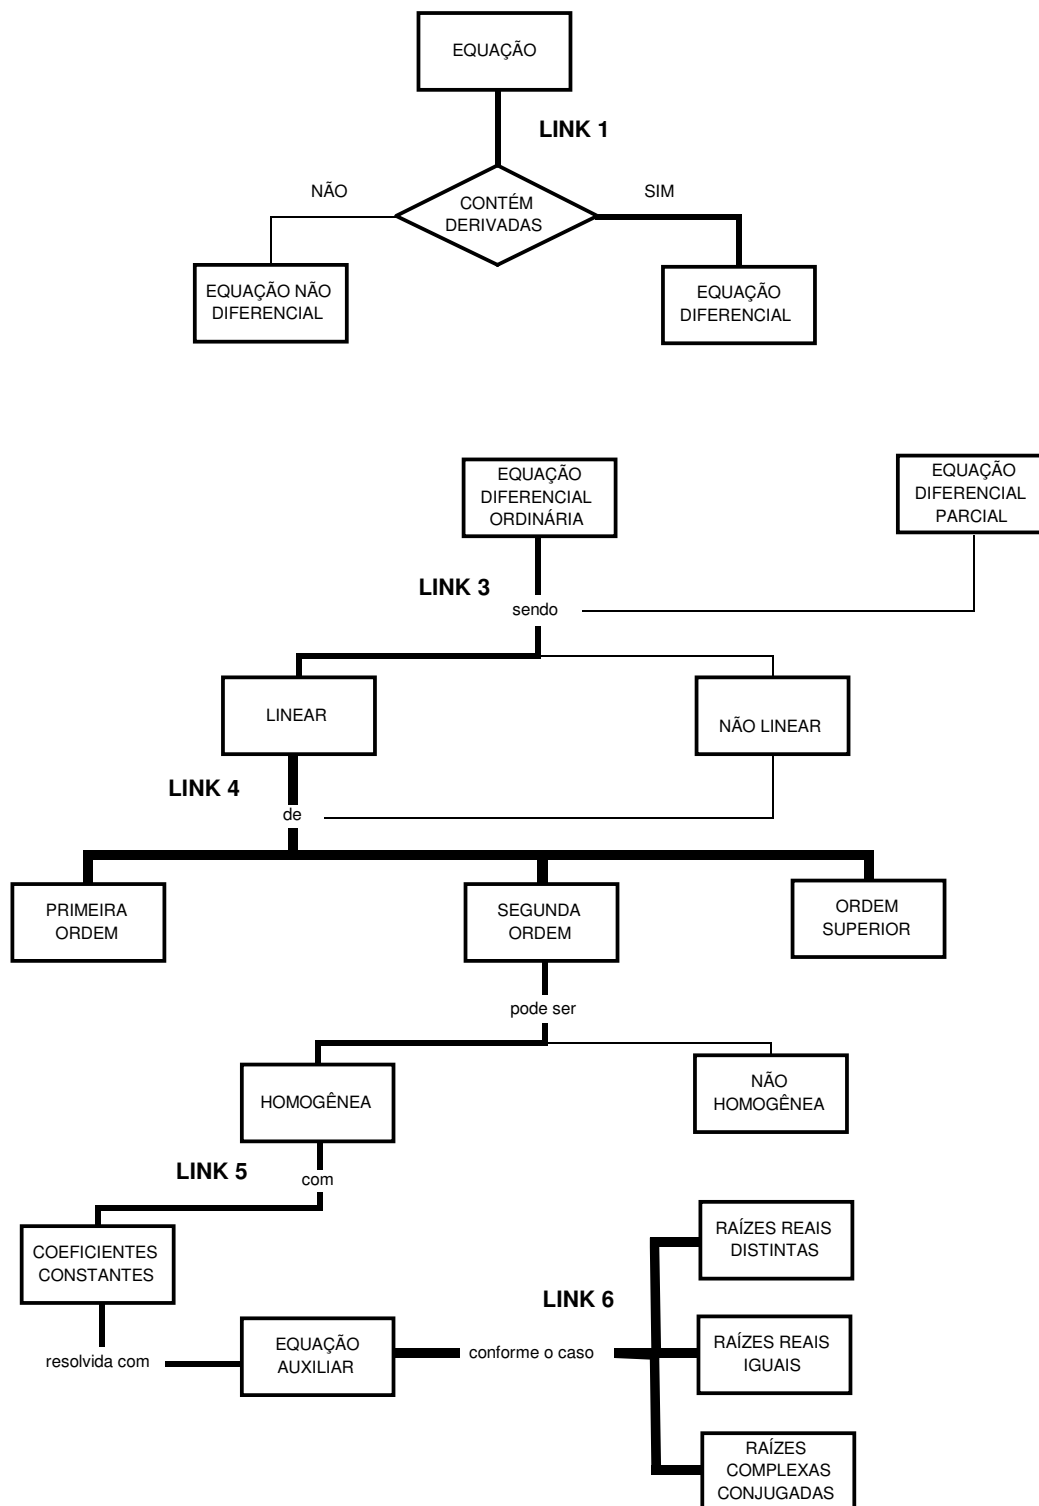 EQUAÇÃO
LINK 1
NÃO
SIM
CONTÉM
DERIVADAS
EQUAÇÃO NÃO
DIFERENCIAL
EQUAÇÃO
DIFERENCIAL
EQUAÇÃO
DIFERENCIAL
ORDINÁRIA
EQUAÇÃO
DIFERENCIAL
PARCIAL
LINK 3
sendo
LINEAR
NÃO LINEAR
LINK 4
de
PRIMEIRA
ORDEM
SEGUNDA
ORDEM
ORDEM
SUPERIOR
pode ser
HOMOGÊNEA
NÃO
HOMOGÊNEA
LINK 5
com
COEFICIENTES
CONSTANTES
RAÍZES REAIS
DISTINTAS
LINK 6
resolvida com
EQUAÇÃO
AUXILIAR
conforme o caso
RAÍZES REAIS
IGUAIS
RAÍZES
COMPLEXAS
CONJUGADAS